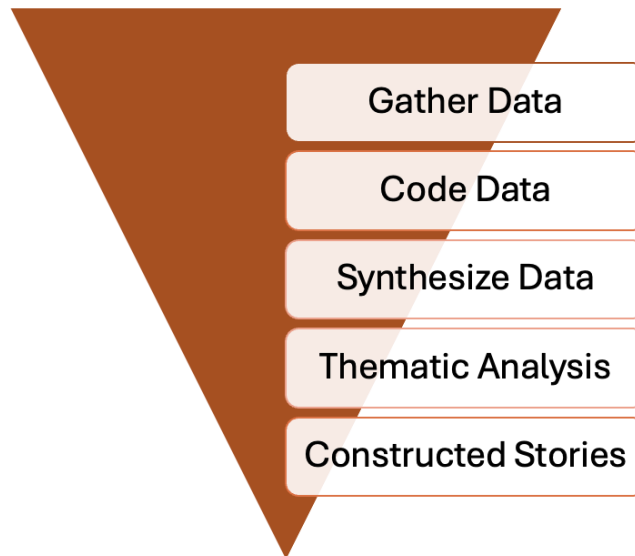 Gather Data
Code Data
Synthesize Data
Thematic Analysis
Constructed Stories